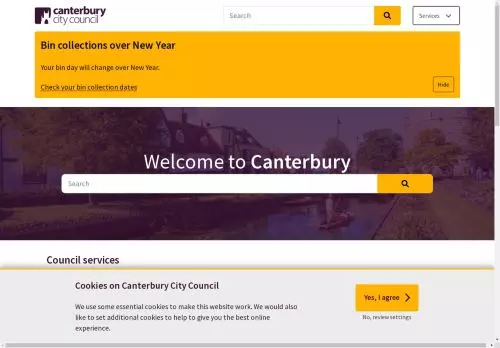 canterbury
city council
Search
Services
Bin collections over New Year
Your bin day will change over New Year.
Check your bin collection dates
Hide
Welcome to Canterbury
Search
Council services
Cookies on Canterbury City Council
We use some essential cookies to make this website work. We would also
like to set additional cookies to help to give you the best online
experience.
Yes, I agree
No, review settings